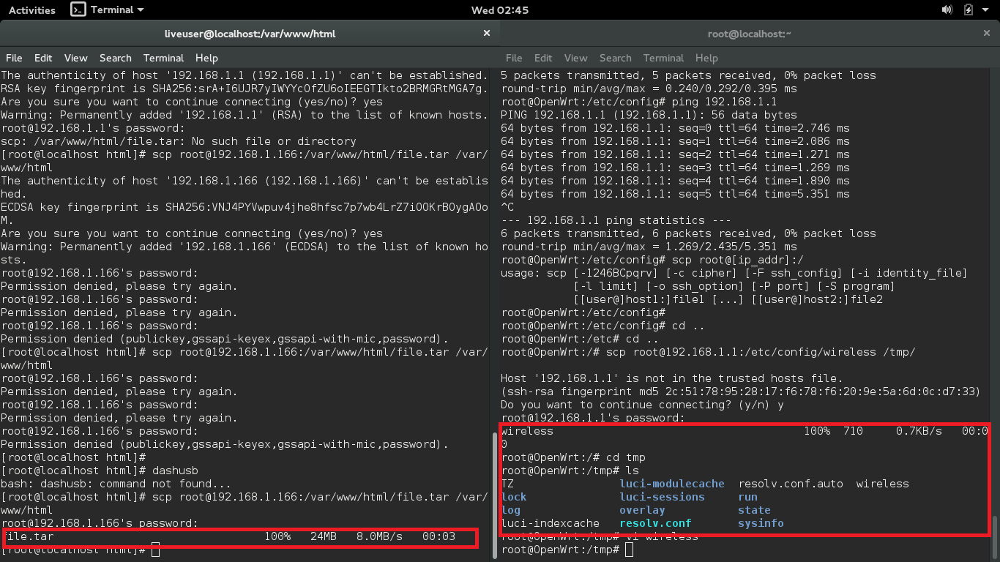 Activities Terminal Wed 02:45
liveuser@localhost:/var/www/html
File Edit View Search Terminal Help
The authenticity of host '192.168.1.1 (192.168.1.1)' can't be established.
RSA key fingerprint is SHA256:srA+I6UJR7yIWYYcOfZU6oIEEGTIkto2BRMGRtMGA7g.
Are you sure you want to continue connecting (yes/no)? yes
Warning: Permanently added '192.168.1.1' (RSA) to the list of known hosts.
root@192.168.1.1's password:
scp: /var/www/html/file.tar: No such file or directory
[root@localhost html]# scp root@192.168.1.166:/var/www/html/file.tar /var/
www/html
The authenticity of host '192.168.1.166 (192.168.1.166)' can't be establis
hed.
ECDSA key fingerprint is SHA256:VNJ4PYVwpuv4jhe8hfsc7p7wb4LrZ7iOOKrBOygAOo
M.
Are you sure you want to continue connecting (yes/no)? yes
Warning: Permanently added '192.168.1.166' (ECDSA) to the list of known ho
sts.
root@192.168.1.166's password:
Permission denied, please try again.
root@192.168.1.166's password:
Permission denied, please try again.
root@192.168.1.166's password:
Permission denied (publickey,gssapi-keyex,gssapi-with-mic,password).
[root@localhost html]# scp root@192.168.1.166:/var/www/html/file.tar /var/
www/html
root@192.168.1.166's password:
Permission denied, please try again.
root@192.168.1.166's password:
Permission denied, please try again.
root@192.168.1.166's password:
Permission denied (publickey,gssapi-keyex,gssapi-with-mic,password).
[root@localhost html]#
[root@localhost html]# dashusb
bash: dashusb: command not found...
[root@localhost html]# scp root@192.168.1.166:/var/www/html/file.tar /var/
www/html
root@192.168.1.166's password:
file.tar 100% 24MB 8.0MB/s 00:03
[root@localhost html]#
root@localhost:~
File Edit View Search Terminal Help
5 packets transmitted, 5 packets received, 0% packet loss
round-trip min/avg/max = 0.240/0.292/0.395 ms
root@OpenWrt:/etc/config# ping 192.168.1.1
PING 192.168.1.1 (192.168.1.1): 56 data bytes
64 bytes from 192.168.1.1: seq=0 ttl=64 time=2.746 ms
64 bytes from 192.168.1.1: seq=1 ttl=64 time=2.086 ms
64 bytes from 192.168.1.1: seq=2 ttl=64 time=1.271 ms
64 bytes from 192.168.1.1: seq=3 ttl=64 time=1.269 ms
64 bytes from 192.168.1.1: seq=4 ttl=64 time=1.890 ms
64 bytes from 192.168.1.1: seq=5 ttl=64 time=5.351 ms
^C
--- 192.168.1.1 ping statistics ---
6 packets transmitted, 6 packets received, 0% packet loss
round-trip min/avg/max = 1.269/2.435/5.351 ms
root@OpenWrt:/etc/config# scp root@[ip_addr]:/
usage: scp [-1246BCpqrv] [-c cipher] [-F ssh_config] [-i identity_file]
[-l limit] [-o ssh_option] [-P port] [-S program]
[[user@]host1:]file1 [...] [[user@]host2:]file2
root@OpenWrt:/etc/config#
root@OpenWrt:/etc/config# cd ..
root@OpenWrt:/etc# cd ..
root@OpenWrt:/# scp root@192.168.1.1:/etc/config/wireless /tmp/
Host '192.168.1.1' is not in the trusted hosts file.
(ssh-rsa fingerprint md5 2c:51:78:95:28:17:f6:78:f6:20:9e:5a:6d:0c:d7:33)
Do you want to continue connecting? (y/n) y
root@192.168.1.1's password:
wireless 100% 710 0.7KB/s 00:0
0
root@OpenWrt:/# cd tmp
root@OpenWrt:/tmp# ls
TZ luci-modulecache resolv.conf.auto wireless
lock luci-sessions run
log overlay state
luci-indexcache resolv.conf sysinfo
root@OpenWrt:/tmp# vi wireless
root@OpenWrt:/tmp#